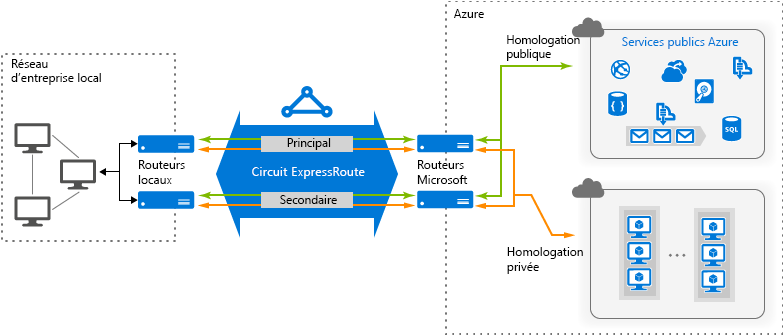 Azure
Réseau
d'entreprise local
Homologation
publique
Services publics Azure
{ }
SQL
Principal
Routeurs
locaux
Circuit ExpressRoute
Routeurs
Microsoft
Secondaire
Homologation
privée
...